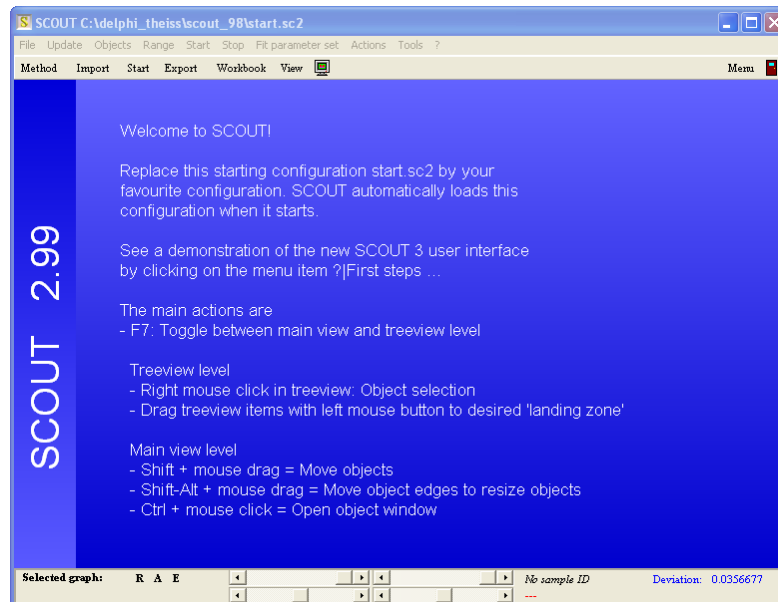 SCOUT C:\delphi_theiss\scout_98\start.sc2
File Update Objects Range Start Stop Fit parameter set Actions Tools ?
Method Import Start Export Workbook View Menu
SCOUT 2.99
Welcome to SCOUT!
Replace this starting configuration start.sc2 by your
favourite configuration. SCOUT automatically loads this
configuration when it starts.
See a demonstration of the new SCOUT 3 user interface
by clicking on the menu item ?|First steps ...
The main actions are
- F7: Toggle between main view and treeview level
Treeview level
- Right mouse click in treeview: Object selection
- Drag treeview items with left mouse button to desired 'landing zone'
Main view level
- Shift + mouse drag = Move objects
- Shift-Alt + mouse drag = Move object edges to resize objects
- Ctrl + mouse click = Open object window
Selected graph: R A E No sample ID Deviation: 0.0356677
---